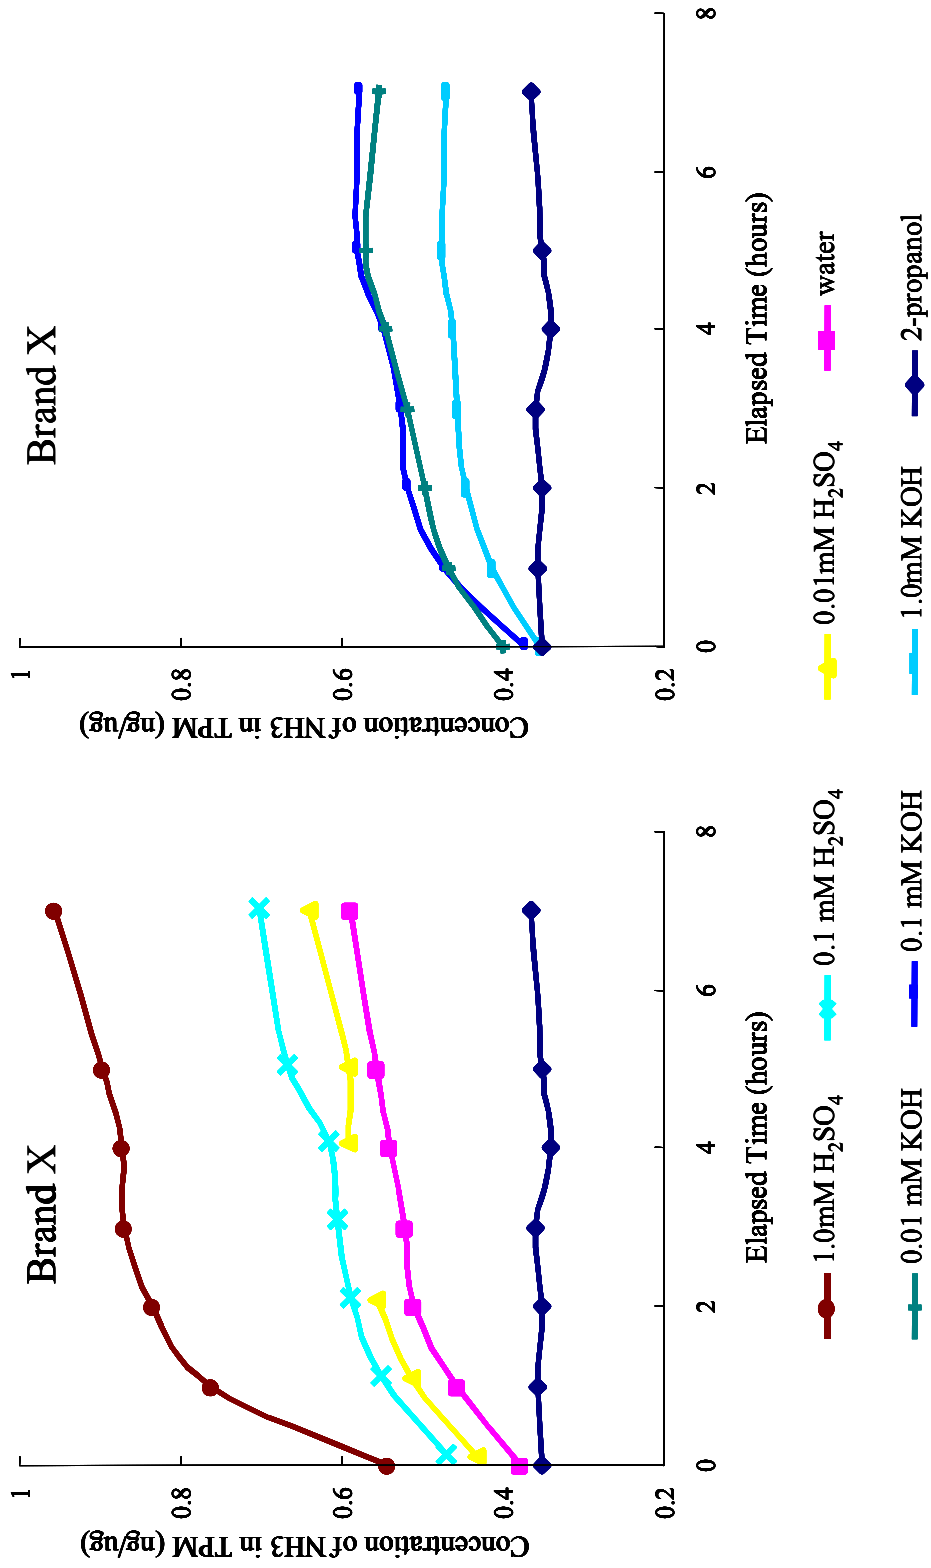 Brand X
Concentration of NH3 in TPM (ng/ug)
1
0.8
0.6
0.4
0.2
0 2 4 6 8
Elapsed Time (hours)
Brand X
Concentration of NH3 in TPM (ng/ug)
1
0.8
0.6
0.4
0.2
0 2 4 6 8
Elapsed Time (hours)
1.0mM H₂SO₄ 0.1 mM H₂SO₄ 0.01mM H₂SO₄ water
0.01 mM KOH 0.1 mM KOH 1.0mM KOH 2-propanol